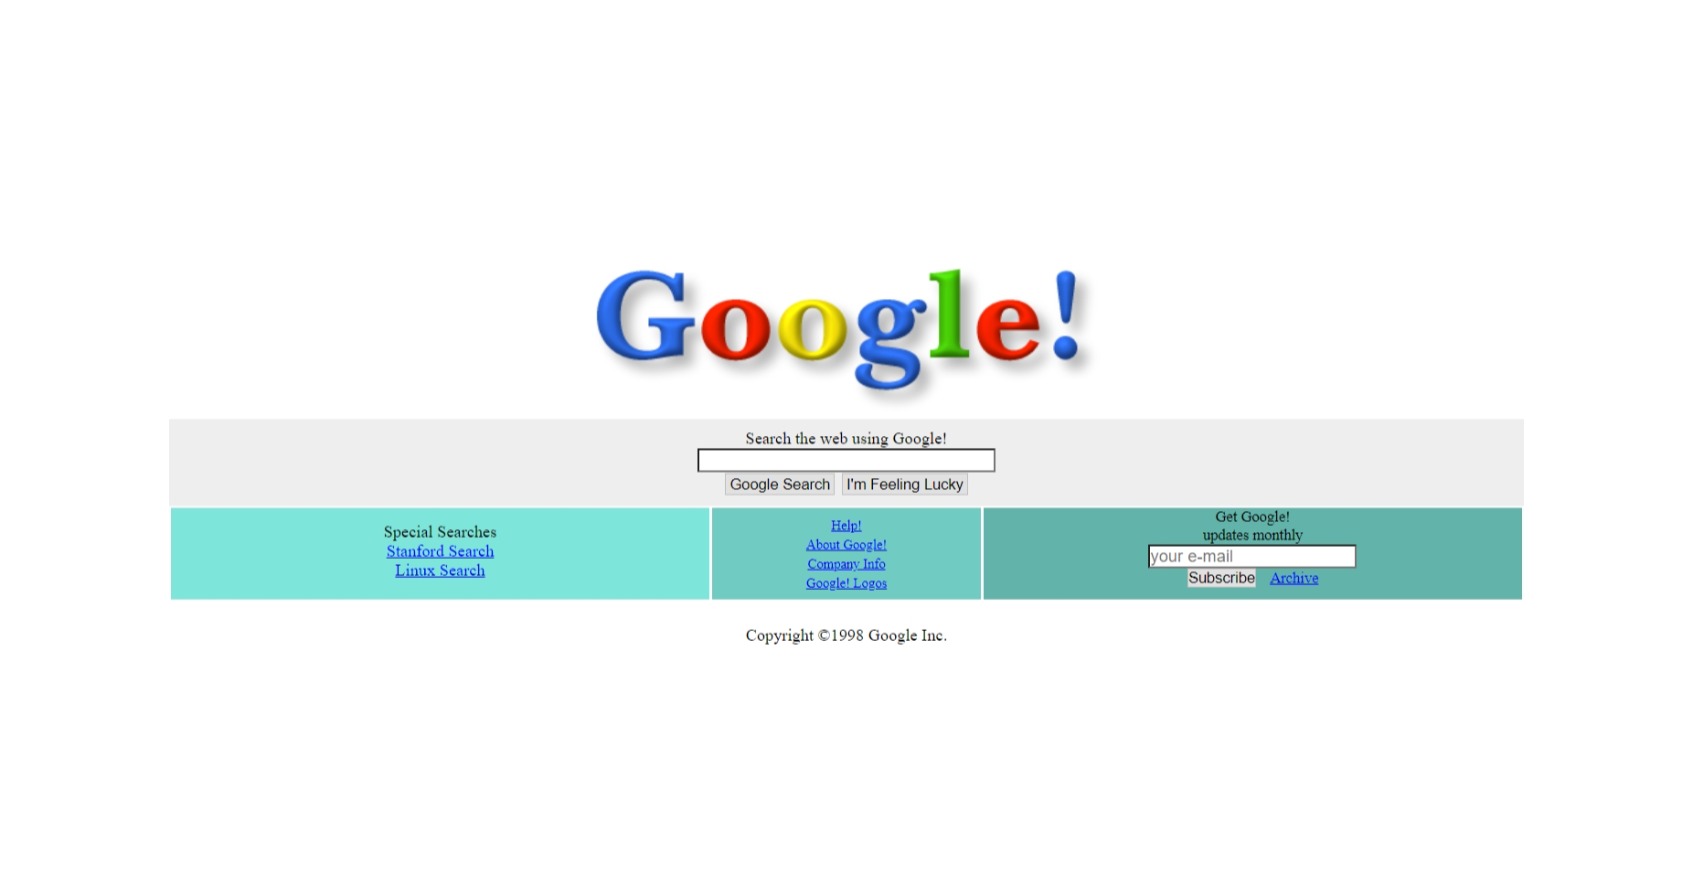 Google!
Search the web using Google!
Google Search I'm Feeling Lucky
Special Searches
Stanford Search
Linux Search
Help!
About Google!
Company Info
Google! Logos
Get Google!
updates monthly
your e-mail
Subscribe Archive
Copyright ©1998 Google Inc.